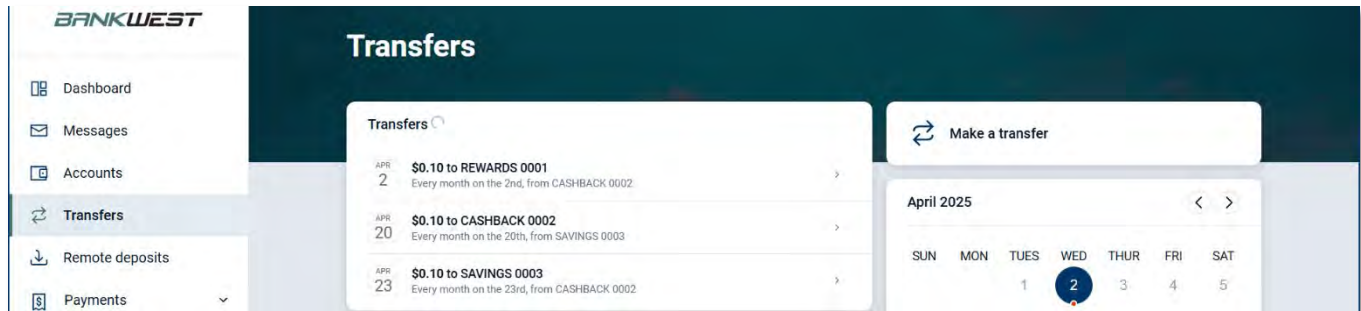 BANKWEST
Dashboard
Messages
Accounts
Transfers
Remote deposits
Payments
Transfers
Transfers
APR
2
$0.10 to REWARDS 0001
Every month on the 2nd, from CASHBACK 0002
APR
20
$0.10 to CASHBACK 0002
Every month on the 20th, from SAVINGS 0003
APR
23
$0.10 to SAVINGS 0003
Every month on the 23rd, from CASHBACK 0002
Make a transfer
April 2025
SUN MON TUES WED THUR FRI SAT
1 2 3 4 5